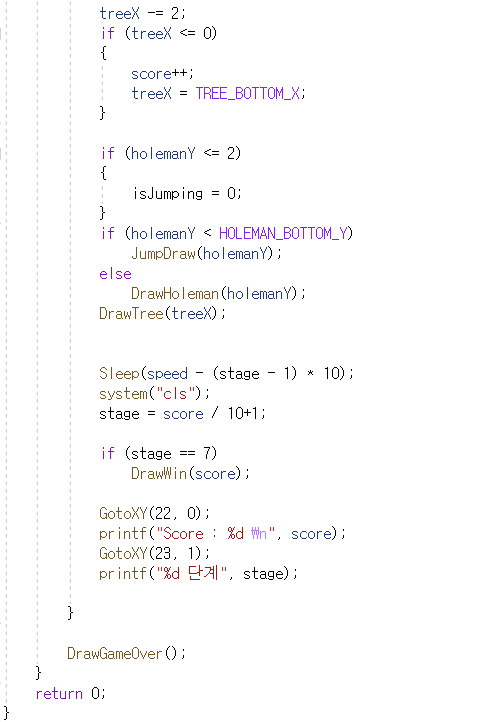 treeX -= 2;
if (treeX <= 0)
{
score++;
treeX = TREE_BOTTOM_X;
}
if (holemanY <= 2)
{
isJumping = 0;
}
if (holemanY < HOLEMAN_BOTTOM_Y)
JumpDraw(holemanY);
else
DrawHoleman(holemanY);
DrawTree(treeX);
Sleep(speed - (stage - 1) * 10);
system("cls");
stage = score / 10+1;
if (stage == 7)
DrawWin(score);
GotoXY(22, 0);
printf("Score : %d ₩n", score);
GotoXY(23, 1);
printf("%d 단계", stage);
}
DrawGameOver();
}
return 0;
}